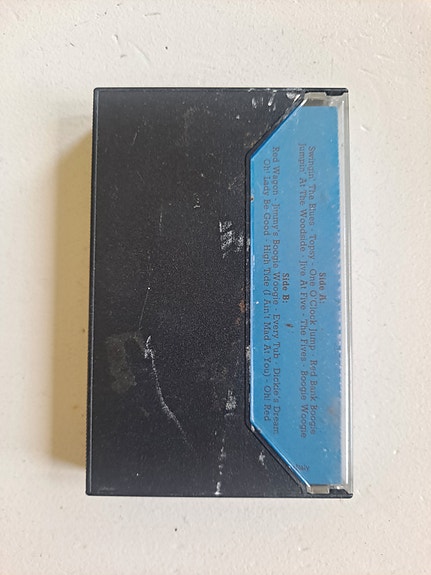 Side A:
Swingin' The Blues · Topsy · One O'Clock Jump · Red Bank Boogie
Jumpin' At The Woodside · Jive At Five · The Fives · Boogie Woogie
Side B:
Red Wagon · Jimmy's Boogie Woogie · Every Tub · Dickie's Dream
Oh! Lady Be Good · High Tide (I Ain't Mad At You) · Oh! Red